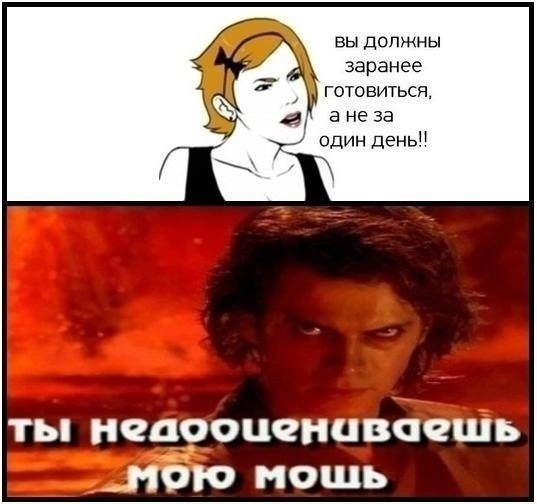 вы должны
заранее
готовиться,
а не за
один день!!
ты недооцениваешь
мою мощь